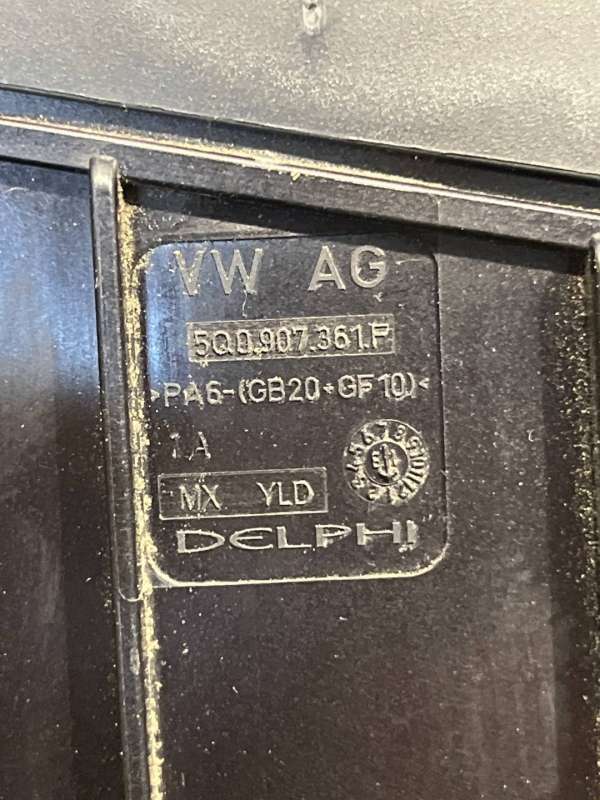 VW AG
5Q0.907.361.F
>PA6-(GB20+GF10)<
1A
MX YLD
DELPHI